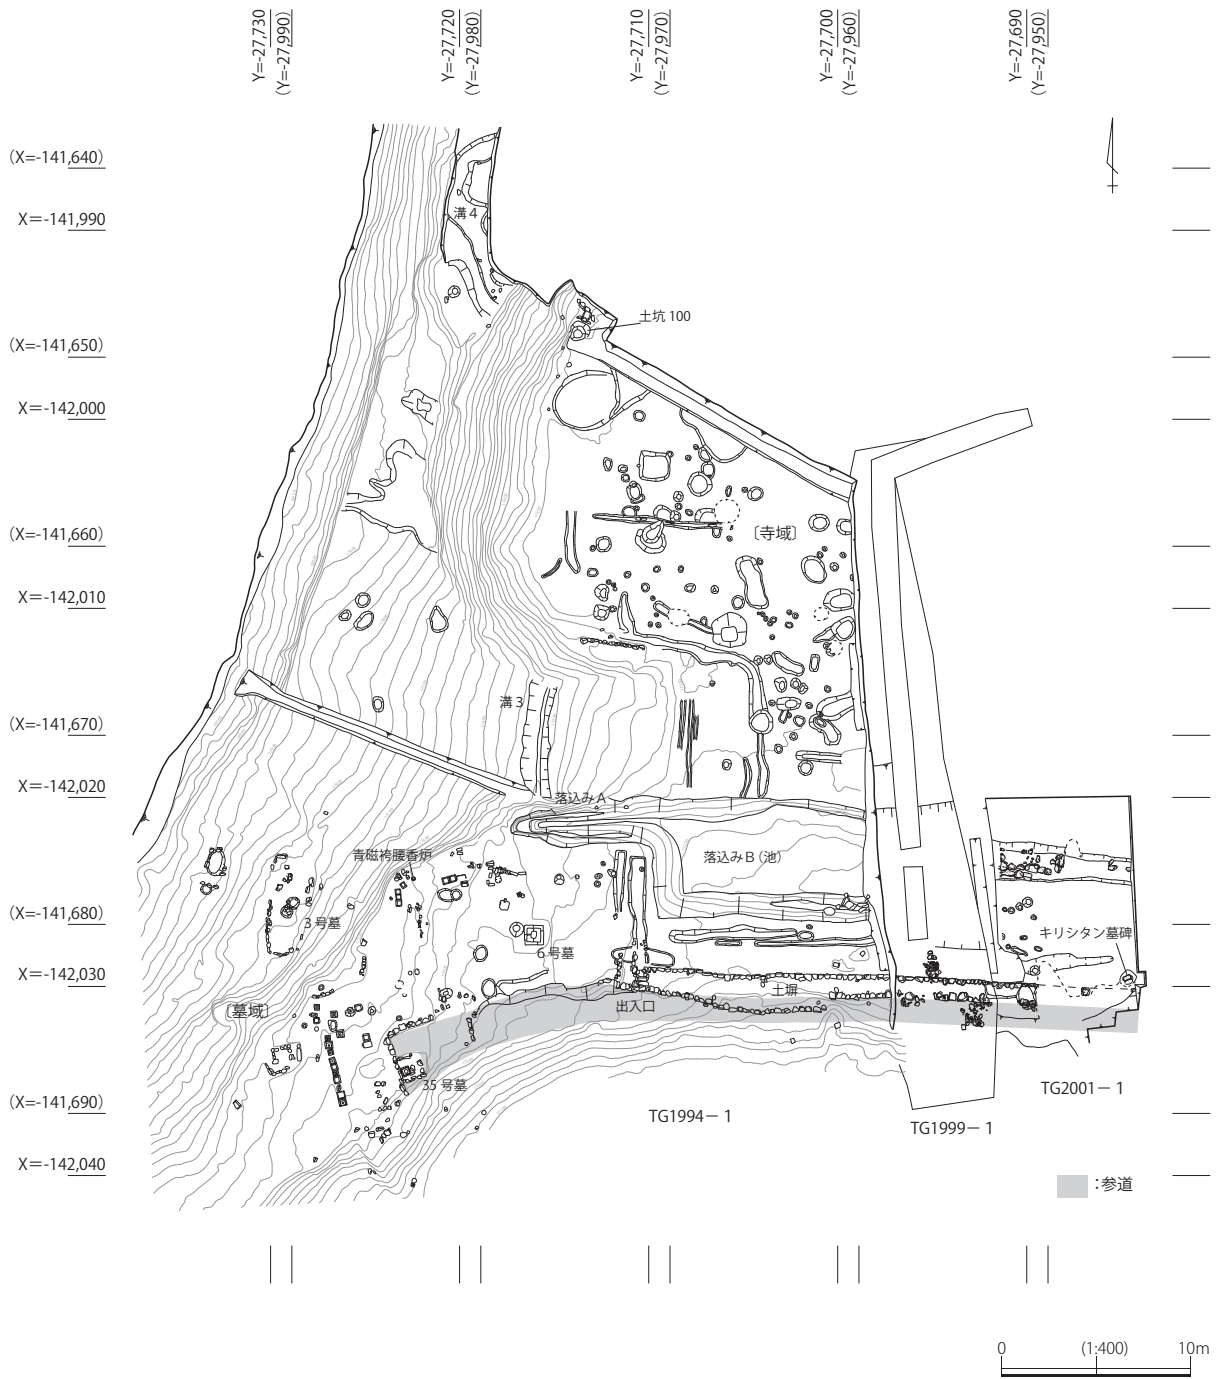 Y=-27,730
(Y=-27,990)
Y=-27,720
(Y=-27,980)
Y=-27,710
(Y=-27,970)
Y=-27,700
(Y=-27,960)
Y=-27,690
(Y=-27,950)
(X=-141,640)
溝4
X=-141,990
土坑 100
(X=-141,650)
X=-142,000
(X=-141,660)
〔寺域〕
X=-142,010
溝3
(X=-141,670)
X=-142,020
落込みA
青磁袴腰香炉
落込みB(池)
(X=-141,680)
3号墓
キリシタン墓碑
6号墓
X=-142,030
土塀
出入口
〔墓域〕
35号墓
TG2001-1
(X=-141,690)
TG1994-1
TG1999-1
X=-142,040
:参道
0 (1:400) 10m